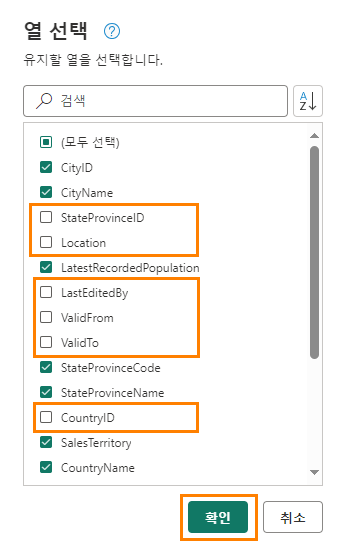 열 선택
유지할 열을 선택합니다.
검색
A
Z
(모두 선택)
CityID
CityName
StateProvinceID
Location
LatestRecordedPopulation
LastEditedBy
ValidFrom
ValidTo
StateProvinceCode
StateProvinceName
CountryID
SalesTerritory
CountryName
확인 취소